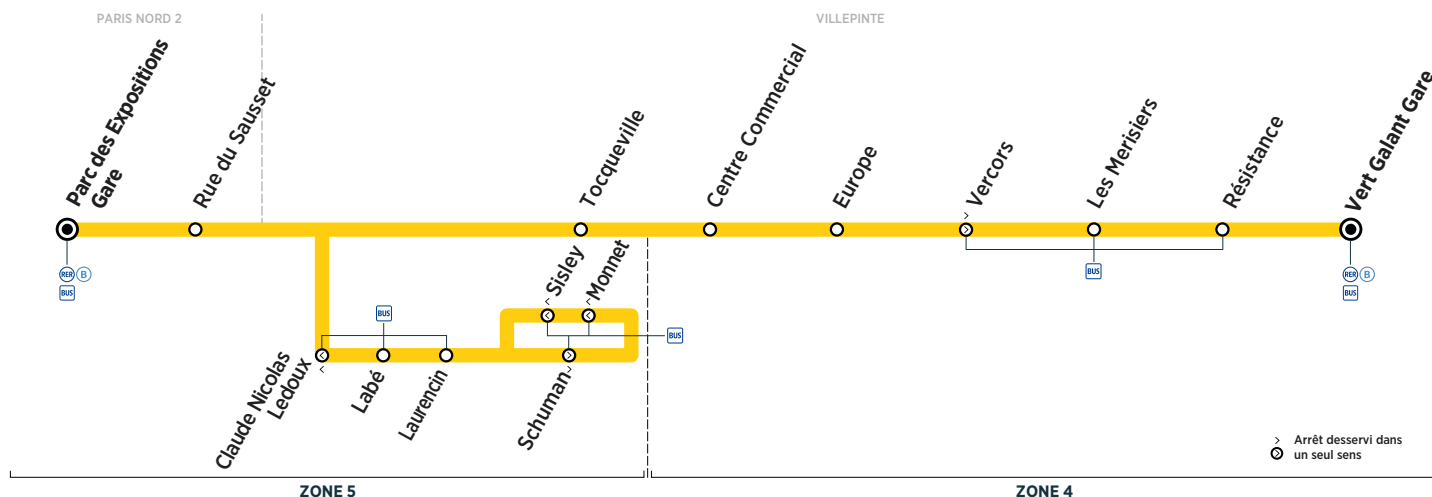 PARIS NORD 2
VILLEPINTE
Parc des Expositions
Gare
Rue du Sausset
Tocqueville
Centre Commercial
Europe
Vercors
Les Merisiers
Résistance
Vert Galant Gare
RER B
BUS
Sisley
Monnet
BUS
RER B
BUS
BUS
BUS
Claude Nicolas
Ledoux
Labé
Laurencin
Schuman
> Arrêt desservi dans
un seul sens
ZONE 5
ZONE 4